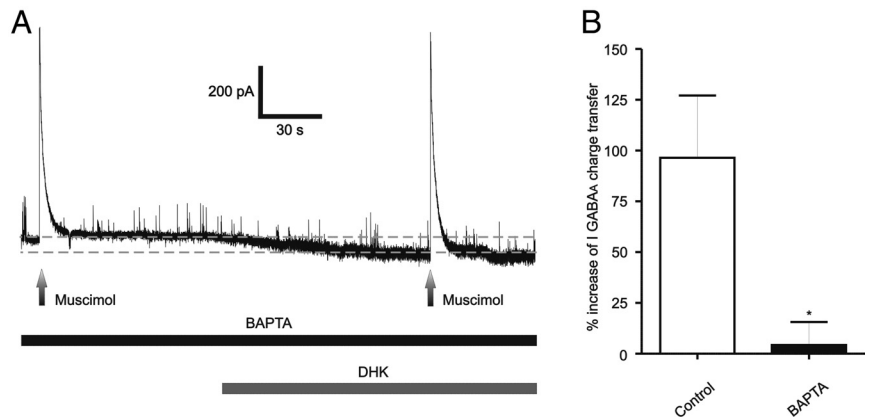 A
200 pA
30 s
Muscimol
Muscimol
BAPTA
DHK
B
% increase of I GABAA charge transfer
150
125
100
75
50
25
0
*
Control
BAPTA